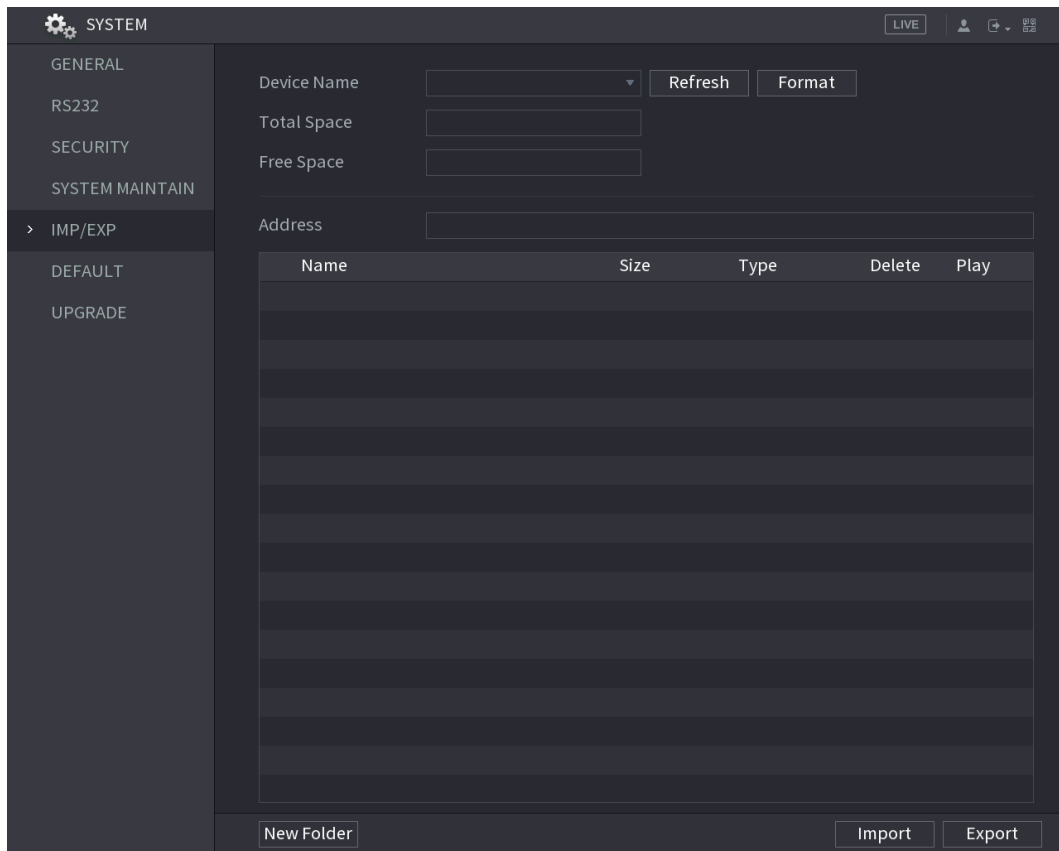 SYSTEM
LIVE
GENERAL
RS232
SECURITY
SYSTEM MAINTAIN
IMP/EXP
DEFAULT
UPGRADE
Device Name
Refresh
Format
Total Space
Free Space
Address
Name Size Type Delete Play
New Folder
Import
Export